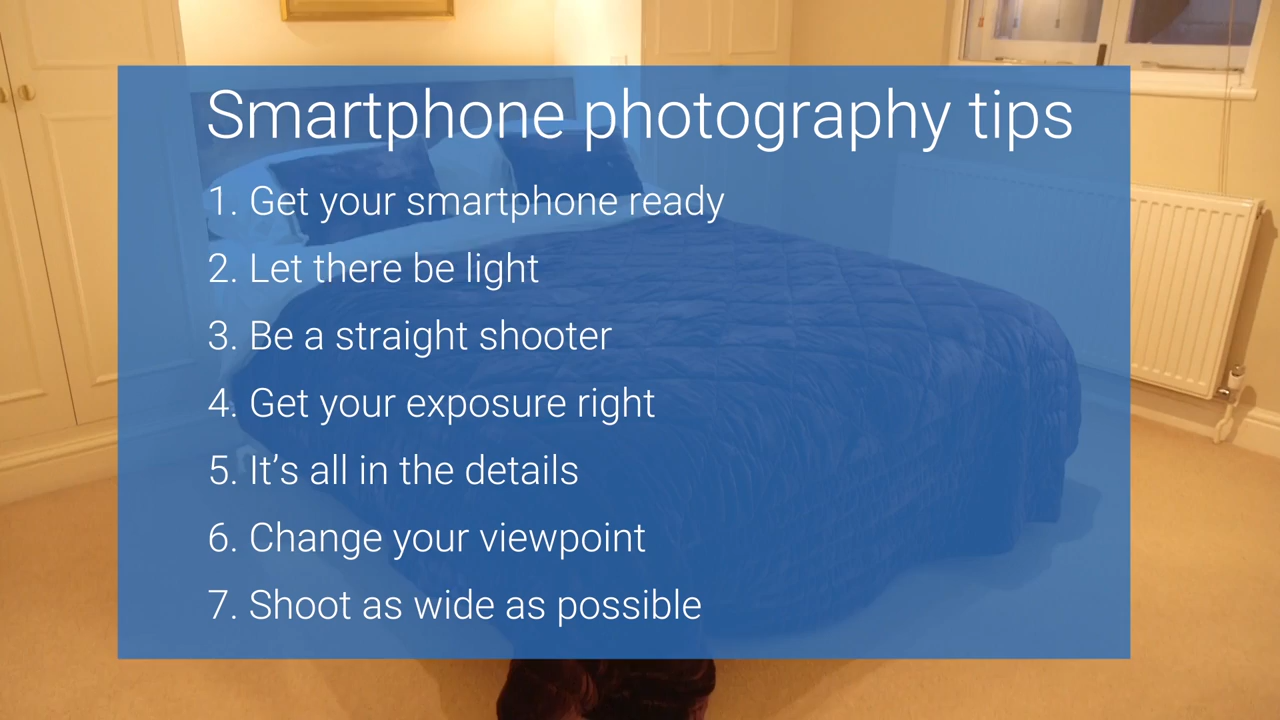 Smartphone photography tips
1. Get your smartphone ready
2. Let there be light
3. Be a straight shooter
4. Get your exposure right
5. It’s all in the details
6. Change your viewpoint
7. Shoot as wide as possible